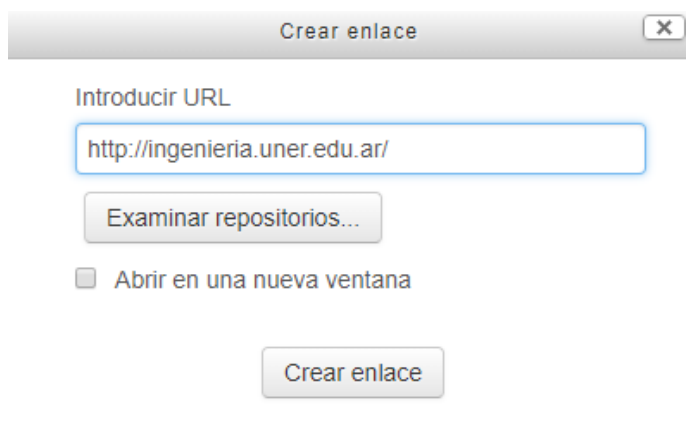 Crear enlace
Introducir URL
http://ingenieria.uner.edu.ar/
Examinar repositorios...
Abrir en una nueva ventana
Crear enlace